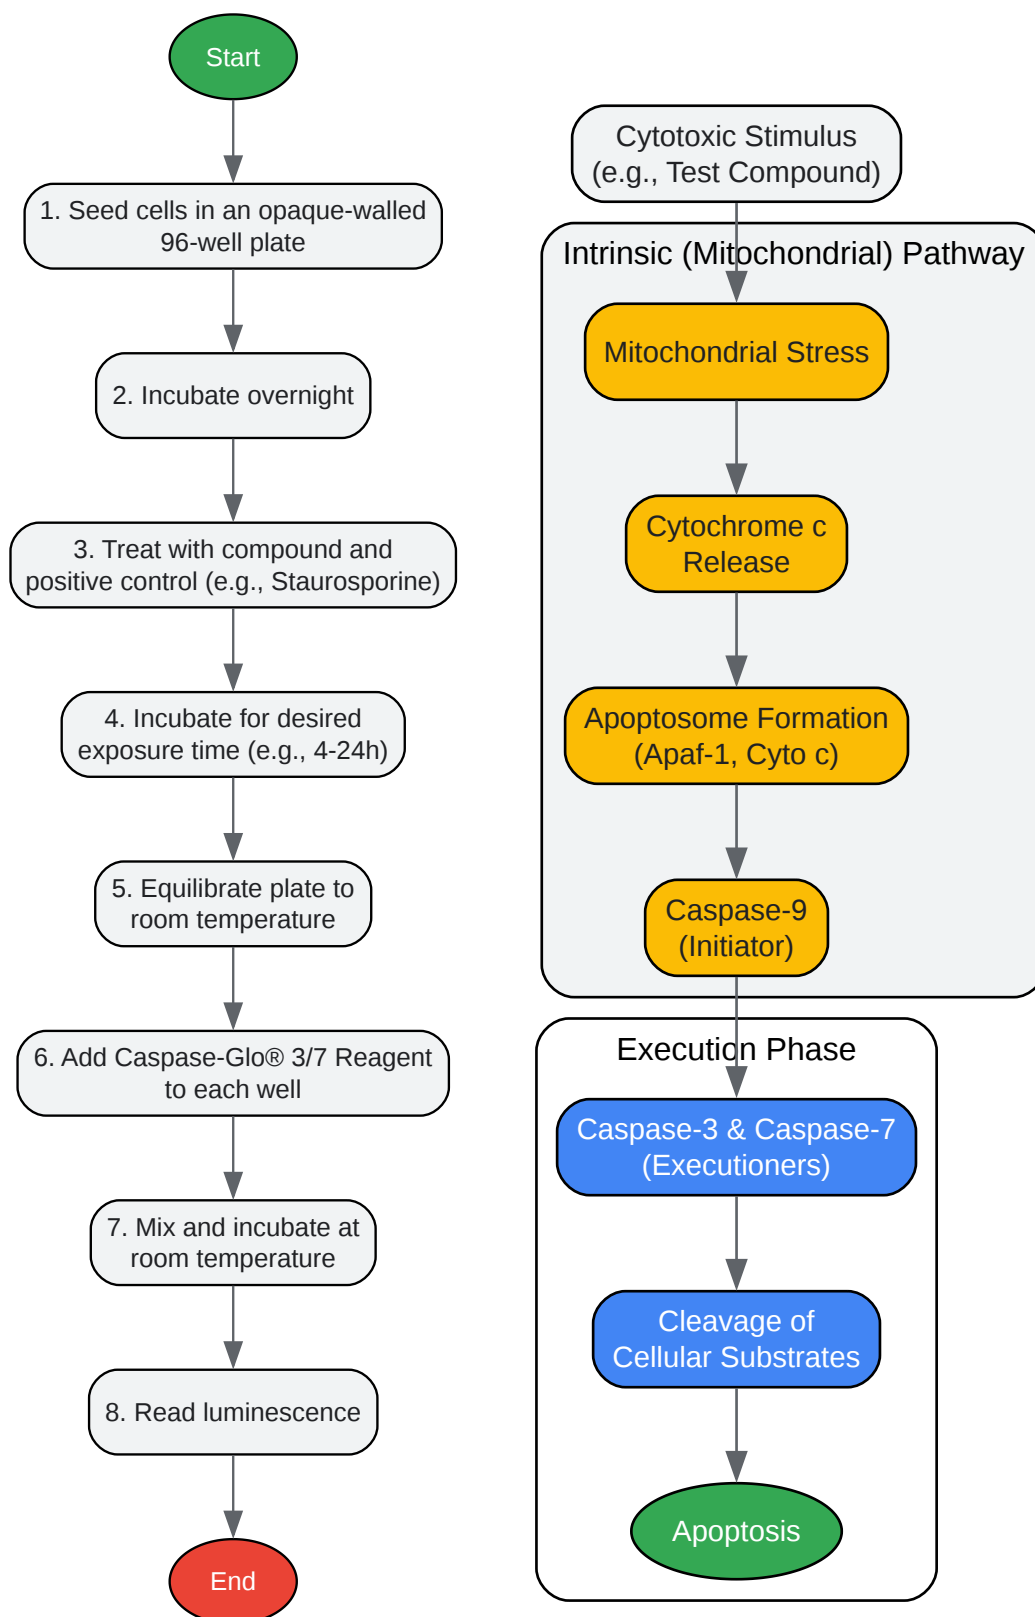 Start
1. Seed cells in an opaque-walled
96-well plate
2. Incubate overnight
3. Treat with compound and
positive control (e.g., Staurosporine)
4. Incubate for desired
exposure time (e.g., 4-24h)
5. Equilibrate plate to
room temperature
6. Add Caspase-Glo® 3/7 Reagent
to each well
7. Mix and incubate at
room temperature
8. Read luminescence
End
Cytotoxic Stimulus
(e.g., Test Compound)
Intrinsic (Mitochondrial) Pathway
Mitochondrial Stress
Cytochrome c
Release
Apoptosome Formation
(Apaf-1, Cyto c)
Caspase-9
(Initiator)
Execution Phase
Caspase-3 & Caspase-7
(Executioners)
Cleavage of
Cellular Substrates
Apoptosis